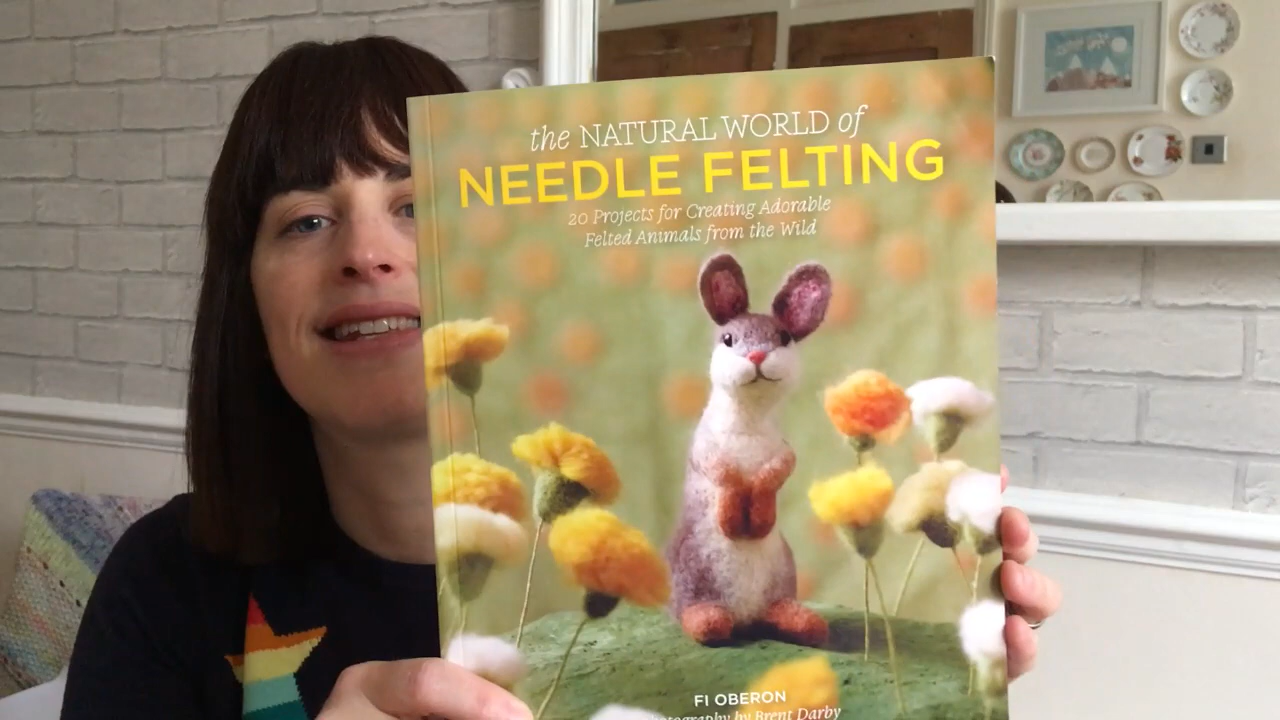 the NATURAL WORLD of
NEEDLE FELTING
20 Projects for Creating Adorable
Felted Animals from the Wild
FI OBERON
photography by Brent Darby